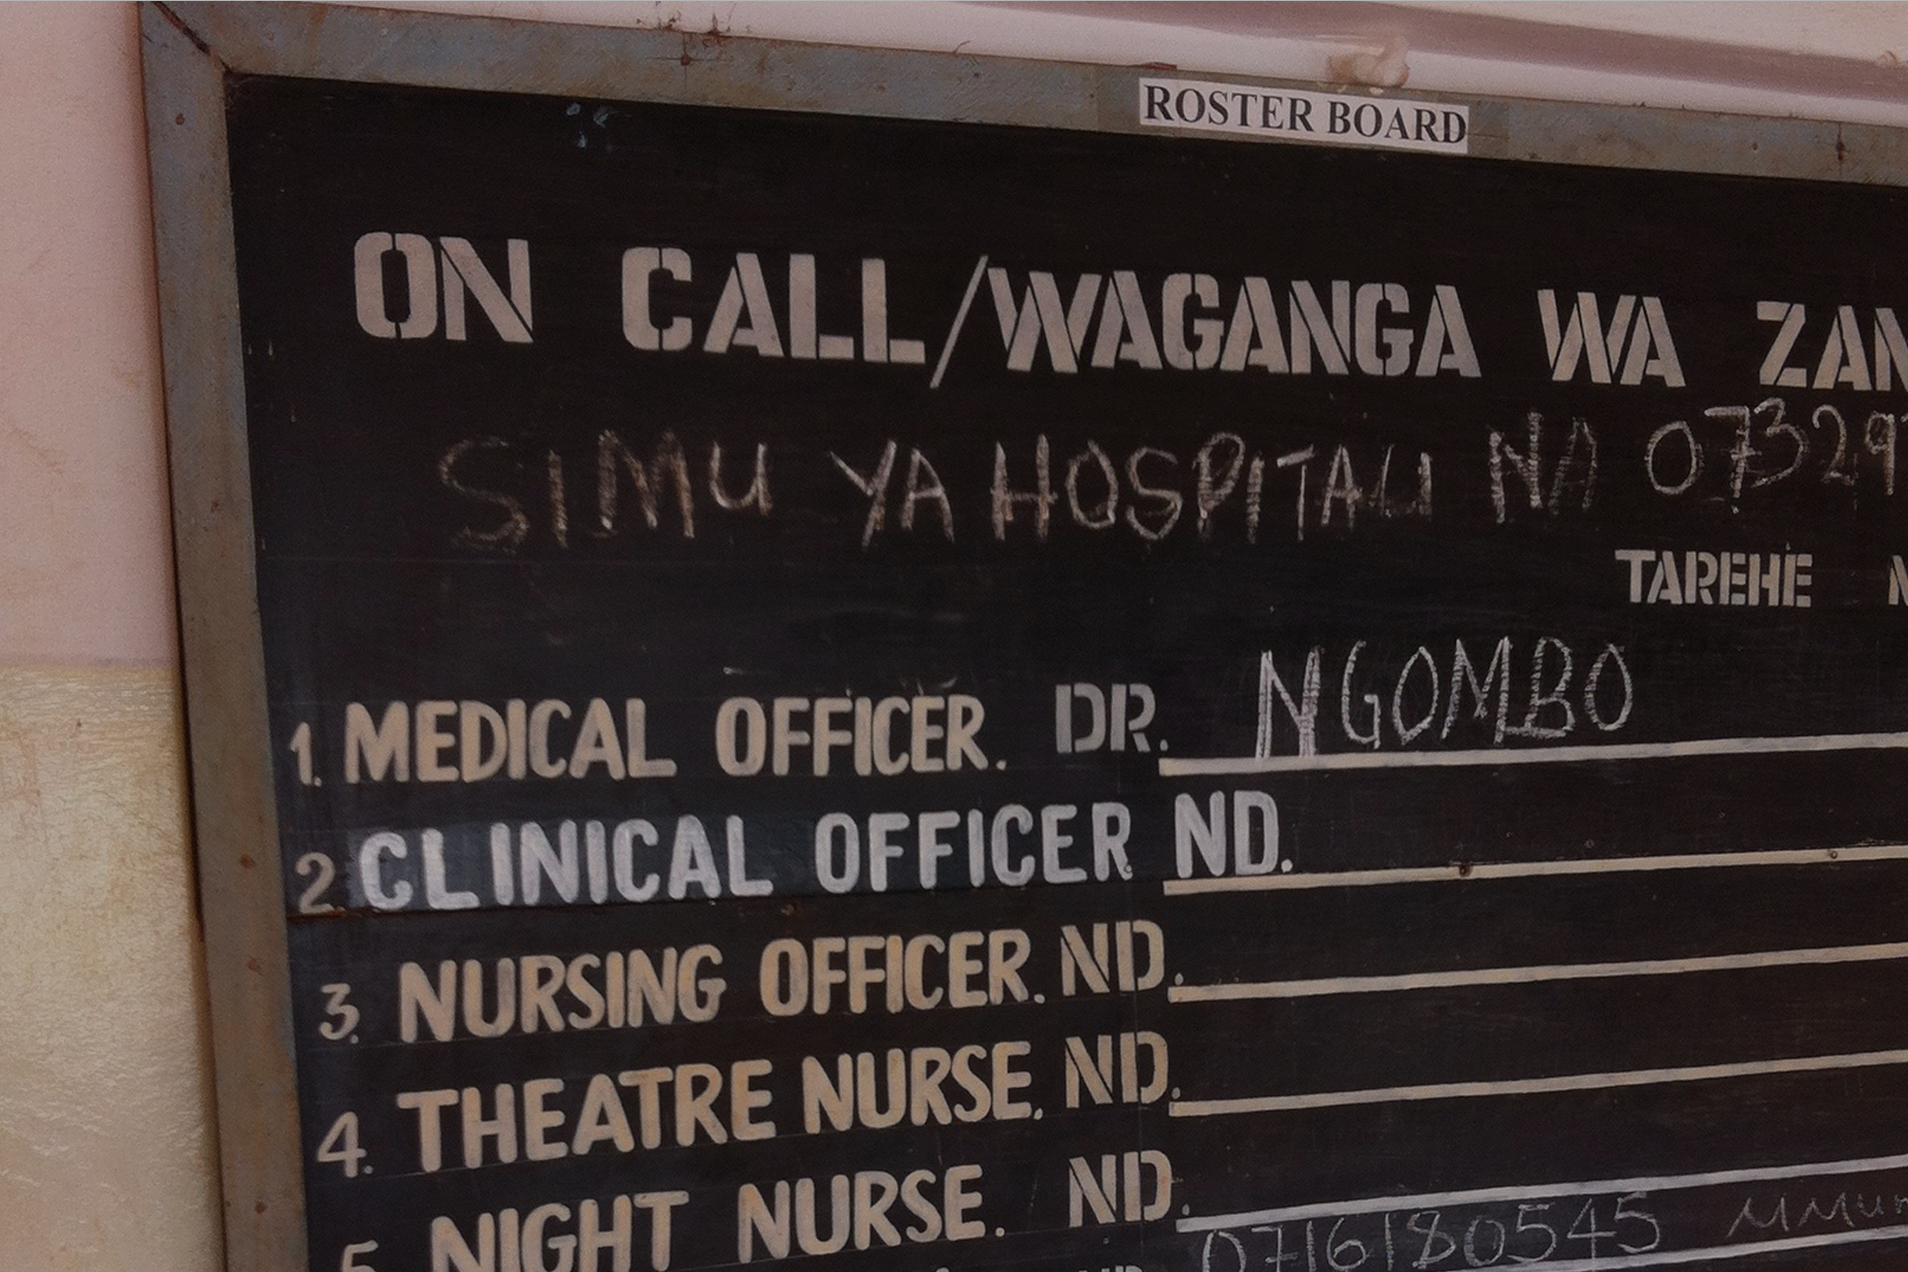 ROSTER BOARD
ON CALL/WAGANGA WA
SIMU YA HOSPITALI NA
TAREHE
1. MEDICAL OFFICER. DR. NGOMBO
2. CLINICAL OFFICER ND.
3. NURSING OFFICER. ND.
4. THEATRE NURSE. ND.
5. NIGHT NURSE. ND.
0716180545